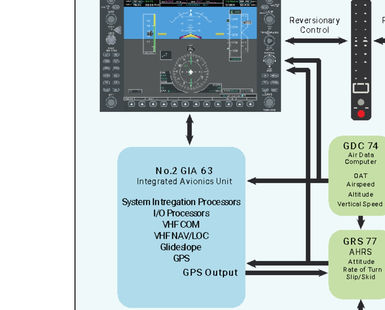 Reversionary
Control
No.2 GIA 63
Integrated Avionics Unit
System Intregration Processors
I/O Processors
VHF COM
VHF NAV/LOC
Glideslope
GPS
GPS Output
GDC 74
Air Data
Computer
OAT
Airspeed
Altitude
Vertical Speed
GRS 77
AHRS
Attitude
Rate of Turn
Slip/Skid